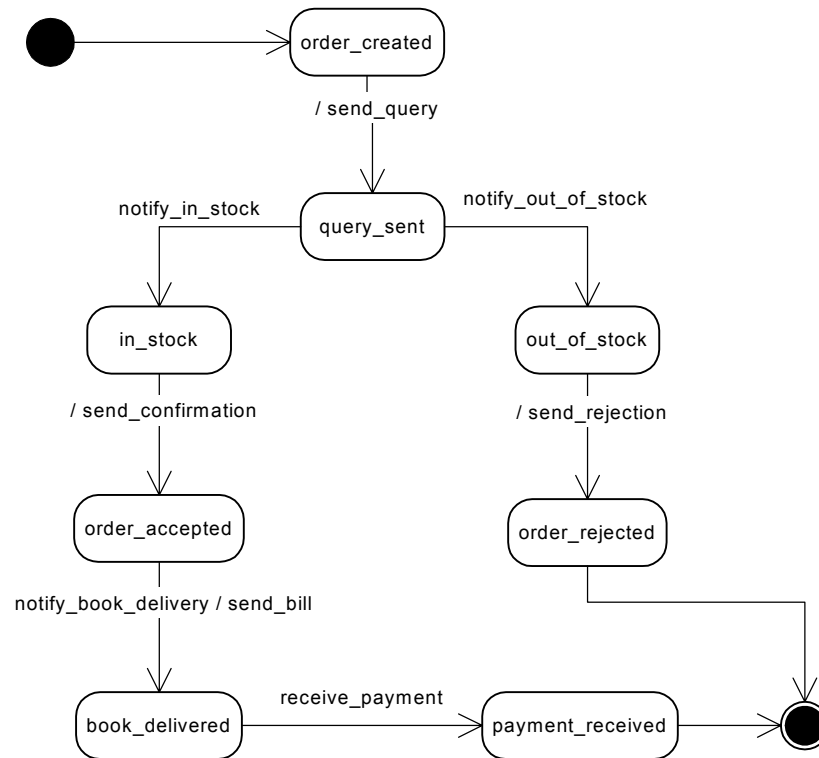 order_created
/ send_query
notify_in_stock
notify_out_of_stock
query_sent
in_stock
out_of_stock
/ send_confirmation
/ send_rejection
order_accepted
order_rejected
notify_book_delivery / send_bill
receive_payment
book_delivered
payment_received